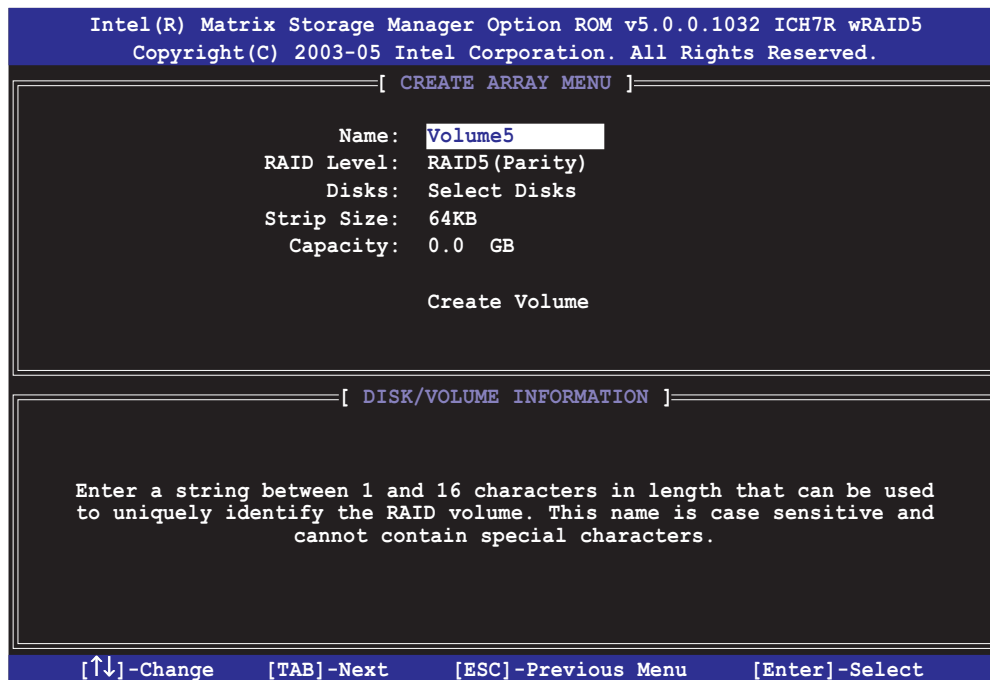 Intel(R) Matrix Storage Manager Option ROM v5.0.0.1032 ICH7R wRAID5
Copyright(C) 2003-05 Intel Corporation. All Rights Reserved.
[ CREATE ARRAY MENU ]
Name: Volume5
RAID Level: RAID5(Parity)
Disks: Select Disks
Strip Size: 64KB
Capacity: 0.0 GB
Create Volume
[ DISK/VOLUME INFORMATION ]
Enter a string between 1 and 16 characters in length that can be used
to uniquely identify the RAID volume. This name is case sensitive and
cannot contain special characters.
[↑↓]-Change [TAB]-Next [ESC]-Previous Menu [Enter]-Select